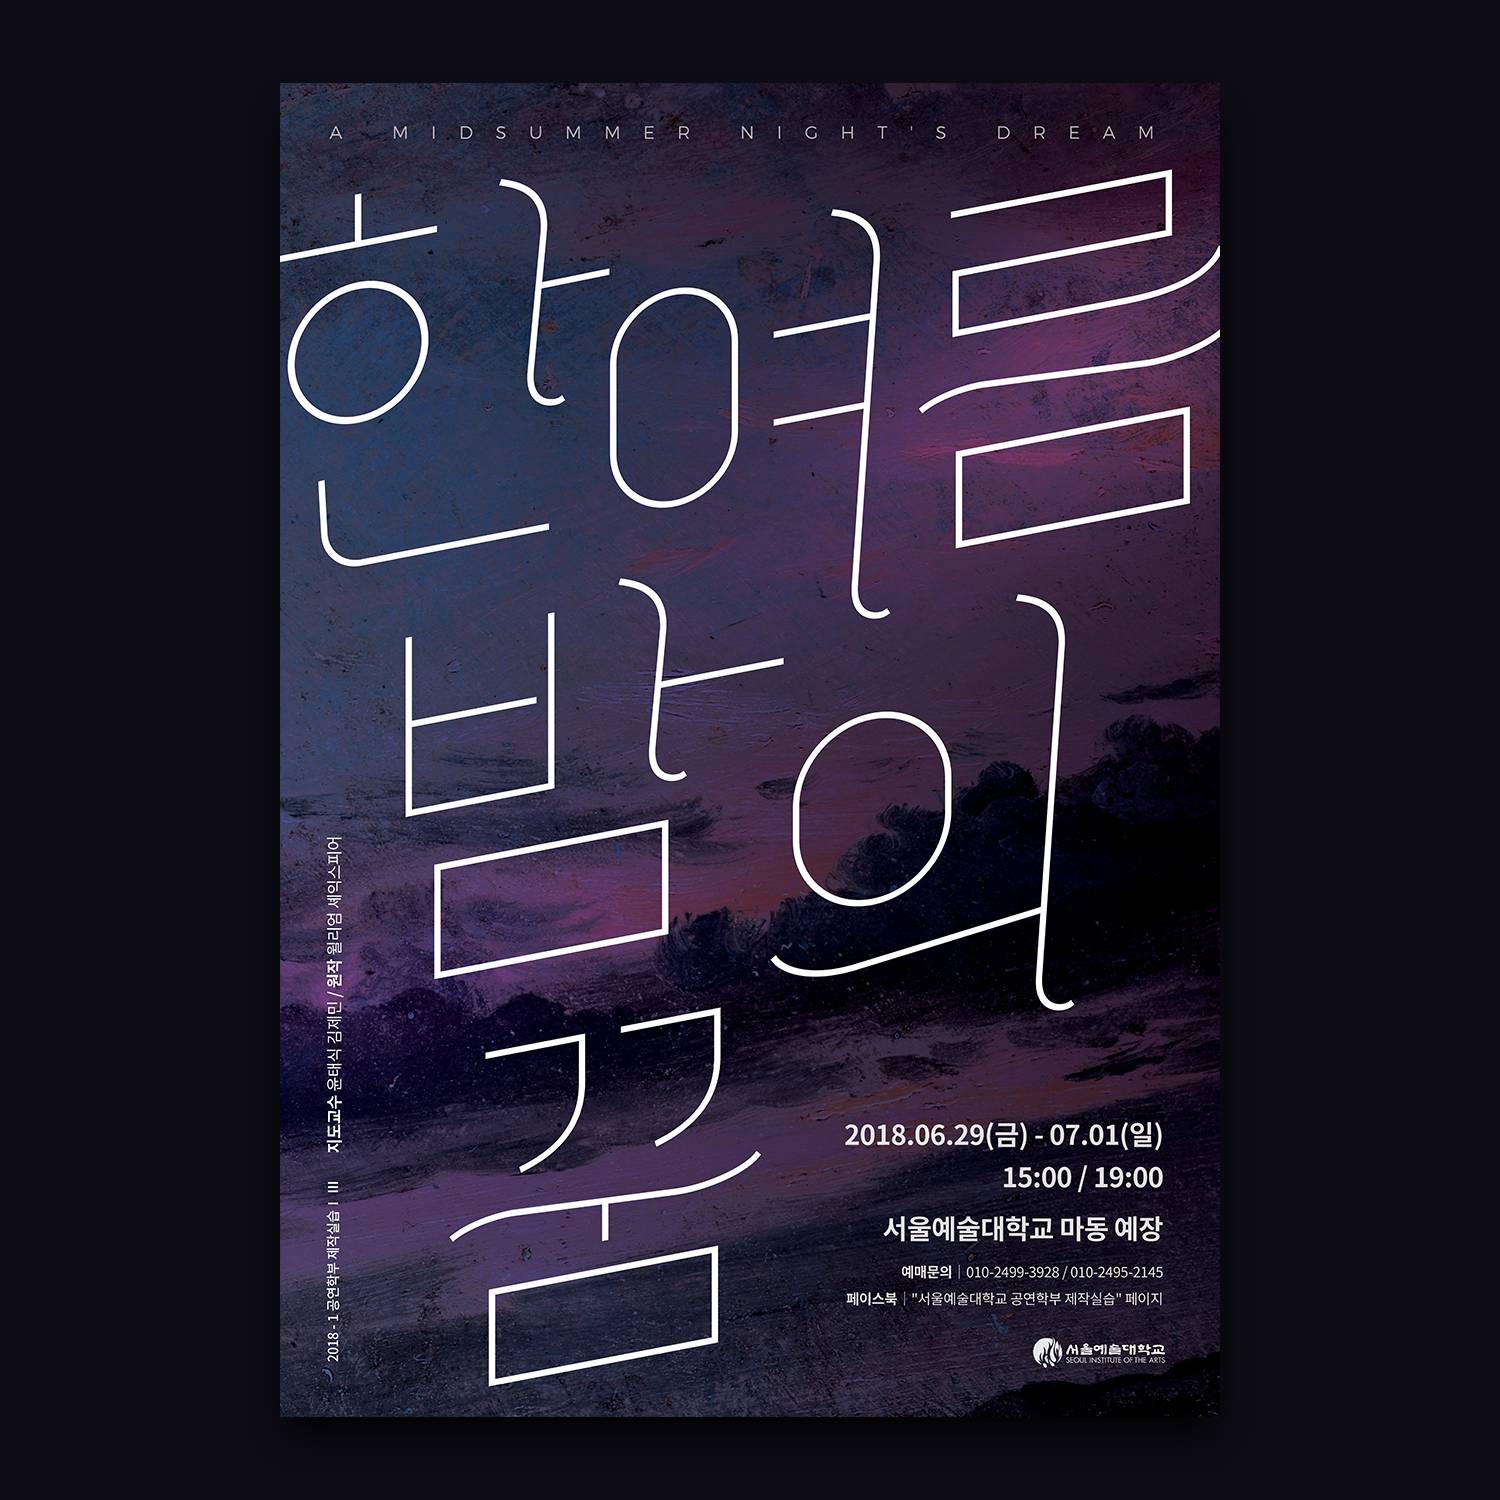 A MIDSUMMER NIGHT'S DREAM
한여름
밤의
꿈
2018 - 1 공연학부 제작실습 I III 지도교수 윤태식 김제민 / 원작 윌리엄 셰익스피어
2018.06.29(금) - 07.01(일)
15:00 / 19:00
서울예술대학교 마동 예장
예매문의 | 010-2499-3928 / 010-2495-2145
페이스북 | "서울예술대학교 공연학부 제작실습" 페이지
서울예술대학교
SEOUL INSTITUTE OF THE ARTS